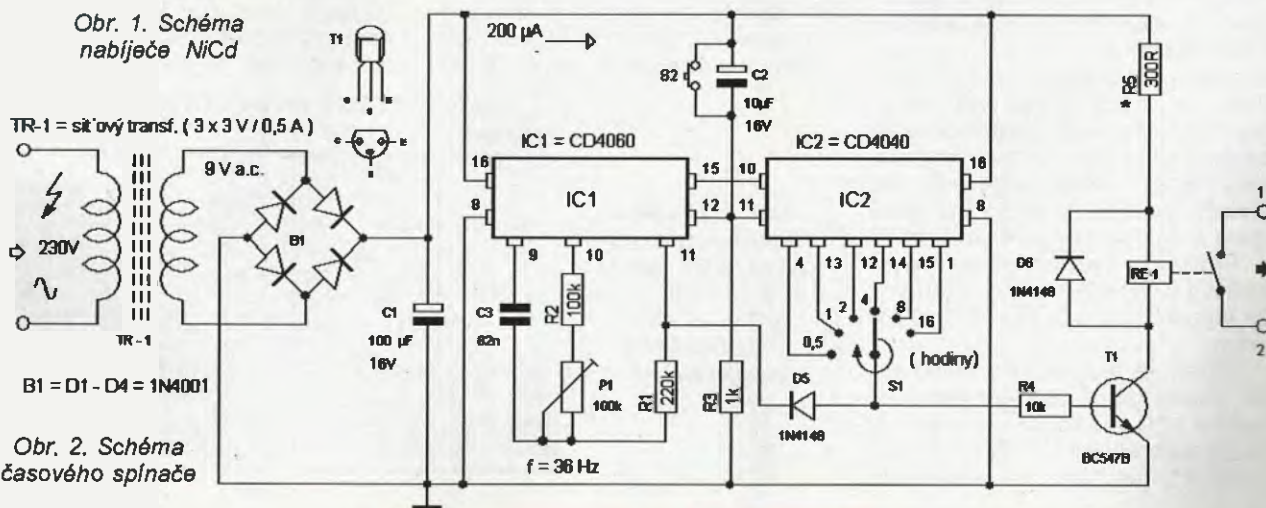 Obr. 1. Schéma
nabíječe NiCd
T1
200 µA
S2
C2
10µF
16V
* R5
300R
TR-1 = síťový transf. ( 3 x 3 V / 0,5 A )
9 V a.c.
230V
B1
TR-1
B1 = D1 - D4 = 1N4001
Obr. 2. Schéma
časového spínače
C1
100 µF
16V
IC1 = CD4060
IC2 = CD4040
16
15
10
16
IC1
IC2
8
12
11
8
9
10
11
4
13
12
14
15
1
C3
82n
R2
100k
P1
100k
R1
220k
R3
1k
f = 36 Hz
0,5
1
2
4
8
16
( hodiny)
S1
D5
1N4148
D6
1N4148
RE-1
1
2
T1
R4
10k
BC547B